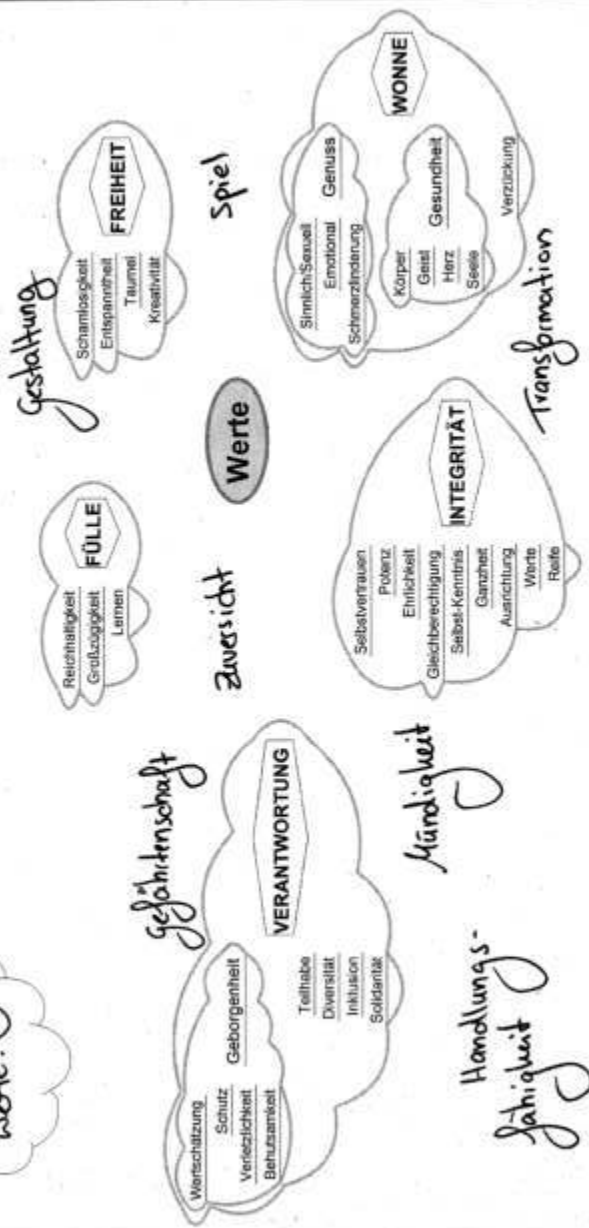 Werte:
Gefährtenschaft
Wertschätzung
Schutz
Verletzlichkeit
Behutsamkeit
Geborgenheit
VERANTWORTUNG
Teilhabe
Diversität
Inklusion
Solidarität
Handlungs-
fähigkeit
Mündigkeit
Reichhaltigkeit
Großzügigkeit
Lernen
FÜLLE
Zuversicht
Werte
Selbstvertrauen
Potenz
Ehrlichkeit
Gleichberechtigung
Selbst-Kenntnis
Ganzheit
Ausrichtung
Werte
Reife
INTEGRITÄT
Gestaltung
Schamlosigkeit
Entspanntheit
Taumel
Kreativität
FREIHEIT
Spiel
Sinnlich/Sexuell
Emotional
Schmerzlinderung
Genuss
WONNE
Körper
Geist
Herz
Seele
Gesundheit
Verzückung
Transformation